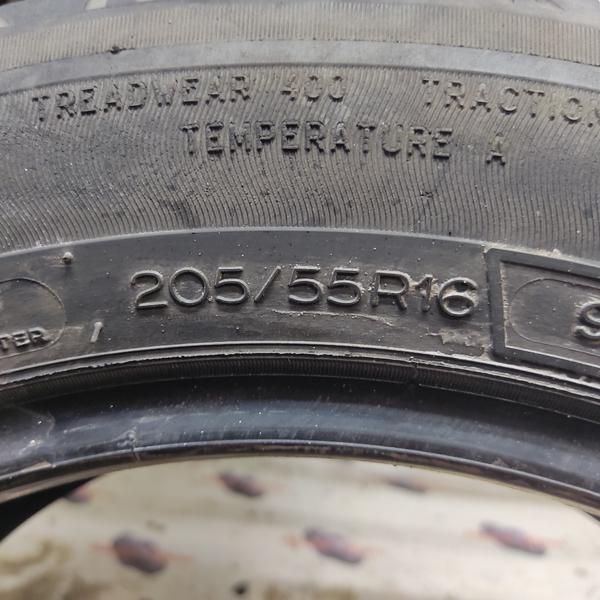 TREADWEAR 400 TRACTION
TEMPERATURE A
205/55R16